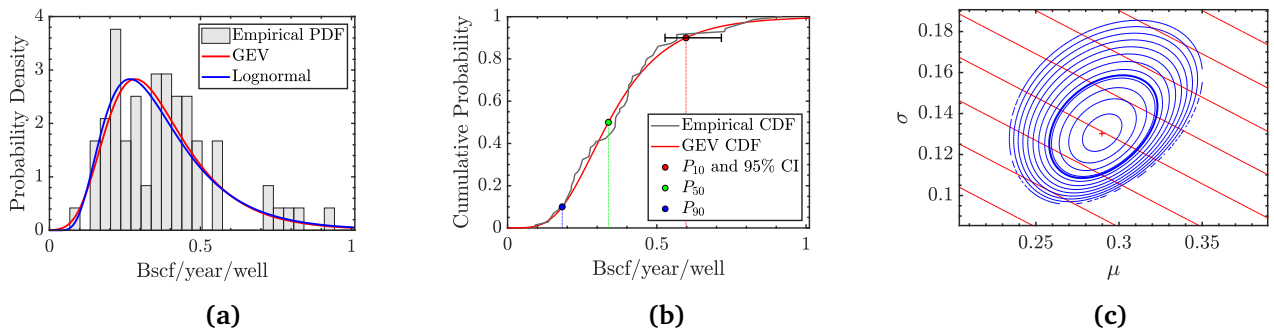 Probability Density
5
4
3
2
1
0
Empirical PDF
GEV
Lognormal
0
0.5
1
Bscf/year/well
(a)
Cumulative Probability
1
0.8
0.6
0.4
0.2
0
Empirical CDF
GEV CDF
P10 and 95% CI
P50
P90
0
0.5
1
Bscf/year/well
(b)
σ
0.18
0.16
0.14
0.12
0.1
0.25
0.3
0.35
μ
(c)